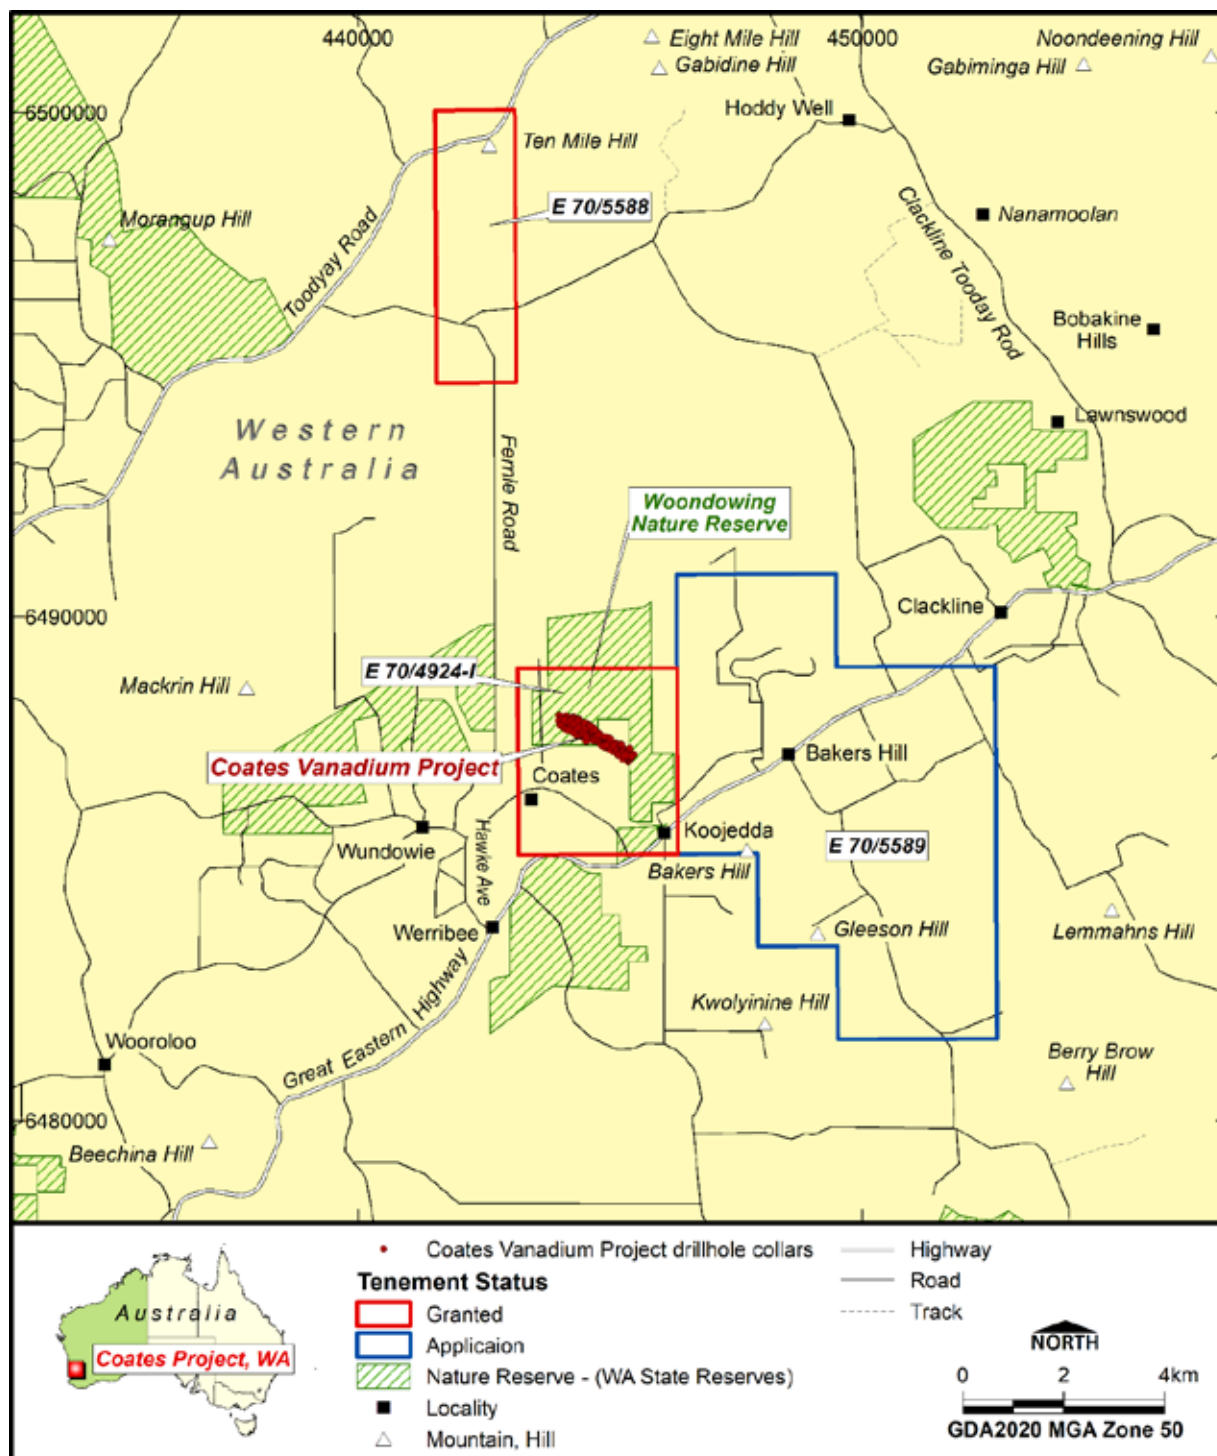 440000
450000
Eight Mile Hill
Noondeening Hill
Gabidine Hill
Gabiminga Hill
6500000
Hoddy Well
Ten Mile Hill
E 70/5588
Morangup Hill
Nanamoolan
Toodyay Road
Clackline Tooday Rod
Bobakine
Hills
Western
Australia
Lawnswood
Fernie Road
Woondowing
Nature Reserve
6490000
Clackline
E 70/4924-I
Mackrin Hill
Coates Vanadium Project
Bakers Hill
Coates
Koojedda
Wundowie
Hawke Ave
E 70/5589
Bakers Hill
Werribee
Gleeson Hill
Lemmahns Hill
Great Eastern Highway
Kwolyinine Hill
Wooroloo
Berry Brow
Hill
6480000
Beechina Hill
Australia
Coates Project, WA
Coates Vanadium Project drillhole collars
Tenement Status
Granted
Applicaion
Nature Reserve - (WA State Reserves)
Locality
Mountain, Hill
Highway
Road
Track
NORTH
0 2 4km
GDA2020 MGA Zone 50